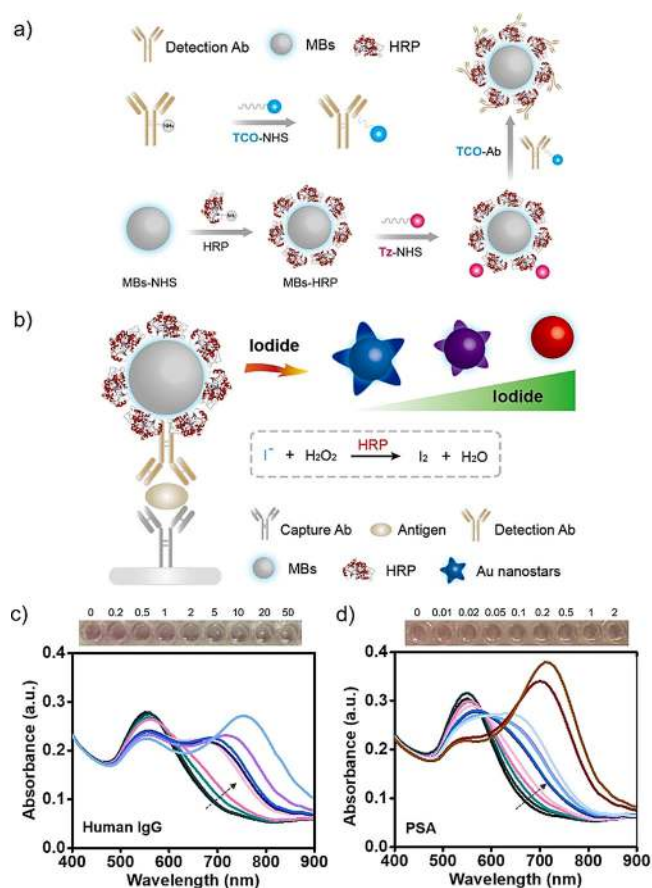 a)
Detection Ab MBs HRP
NH₂
TCO-NHS
TCO-Ab
NH₂
HRP
Tz-NHS
MBs-NHS MBs-HRP
b)
Iodide
Iodide
HRP
I⁻ + H₂O₂ I₂ + H₂O
Capture Ab Antigen Detection Ab
MBs HRP Au nanostars
c)
0 0.2 0.5 1 2 5 10 20 50
0.4
0.3
0.2
0.1
0.0
Absorbance (a.u.)
Human IgG
400 500 600 700 800 900
Wavelength (nm)
d)
0 0.01 0.02 0.05 0.1 0.2 0.5 1 2
0.4
0.3
0.2
0.1
0.0
Absorbance (a.u.)
PSA
400 500 600 700 800 900
Wavelength (nm)